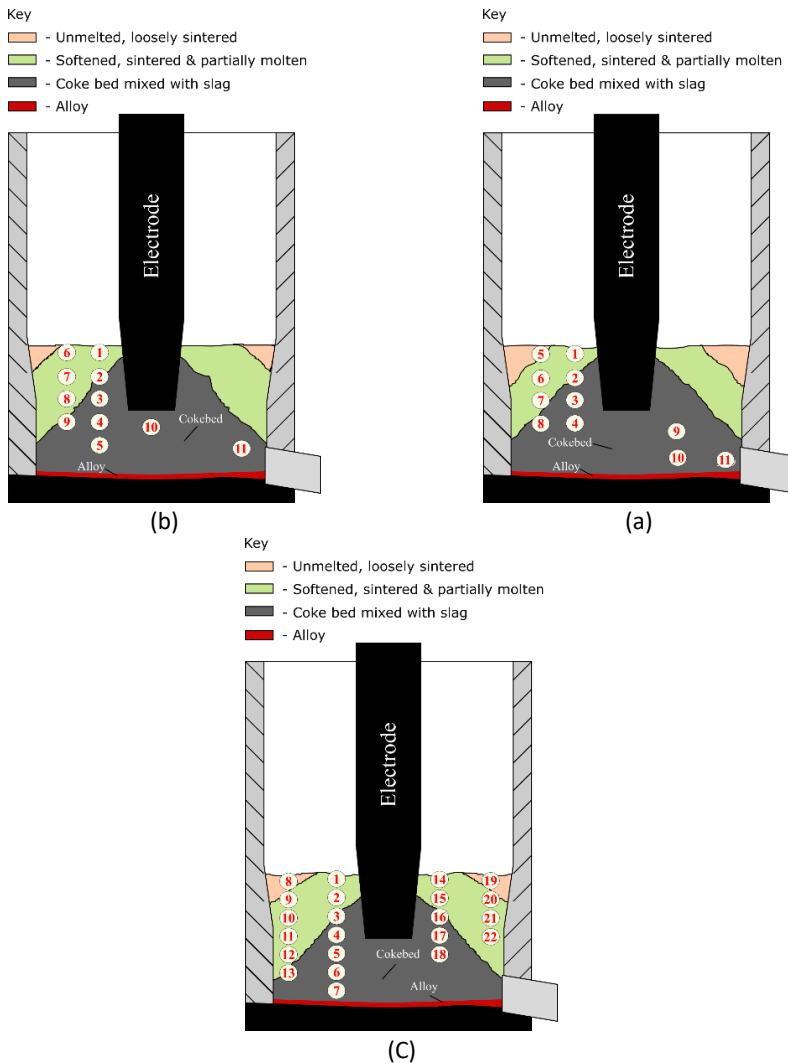 Key
- Unmelted, loosely sintered
- Softened, sintered & partially molten
- Coke bed mixed with slag
- Alloy
Electrode
6 1
7 2
8 3
9 4
10
5
11
Cokebed
Alloy
(b)
Key
- Unmelted, loosely sintered
- Softened, sintered & partially molten
- Coke bed mixed with slag
- Alloy
Electrode
5 1
6 2
7 3
8 4
9
10
11
Cokebed
Alloy
(a)
Key
- Unmelted, loosely sintered
- Softened, sintered & partially molten
- Coke bed mixed with slag
- Alloy
Electrode
8 1 14 19
9 2 15 20
10 3 16 21
11 4 17 22
12 5 18
13 6
7
Cokebed
Alloy
(C)